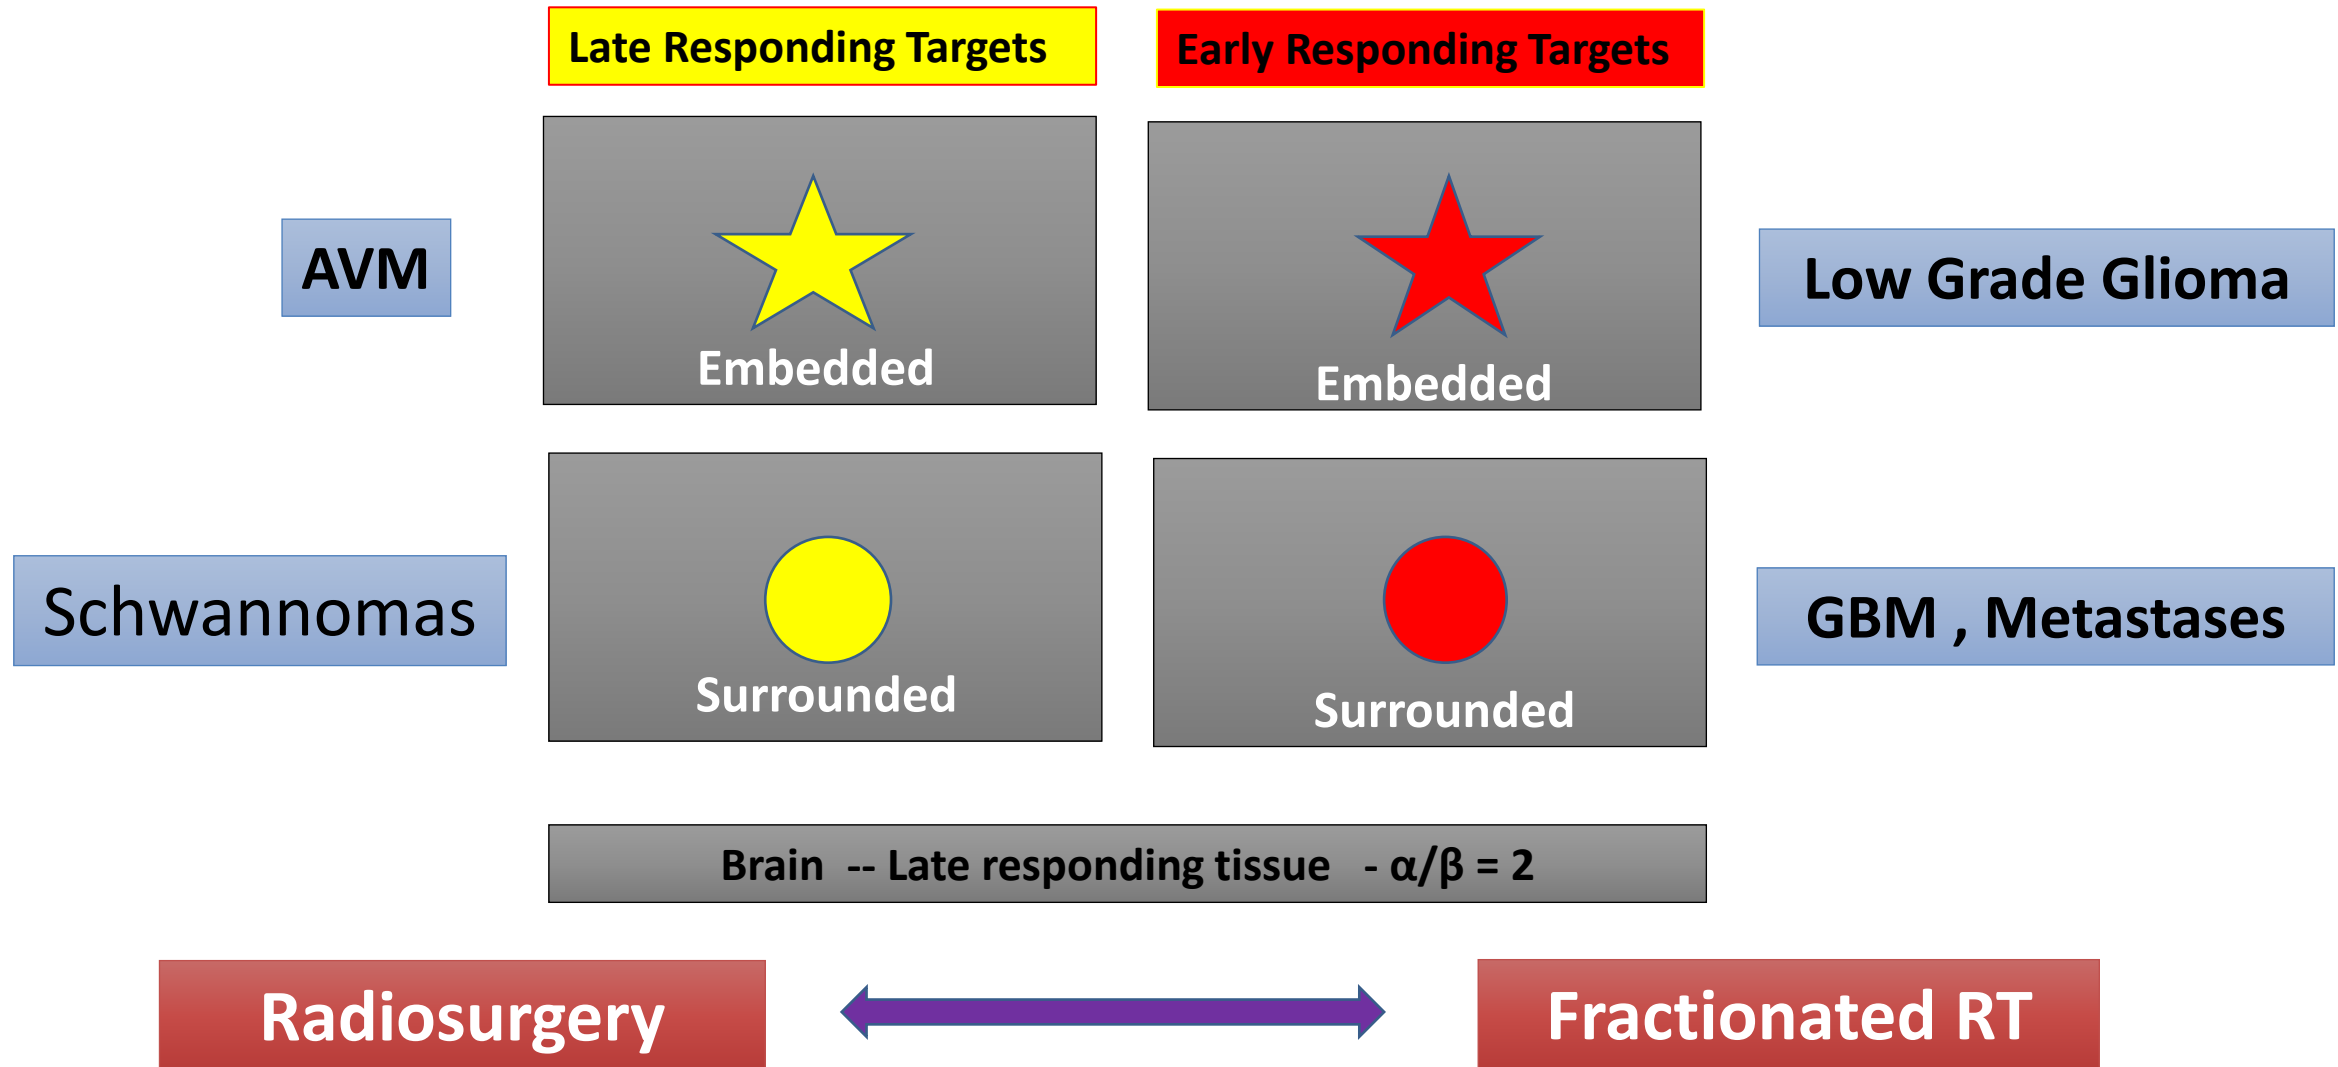 Late Responding Targets
Early Responding Targets
AVM
Embedded
Embedded
Low Grade Glioma
Schwannomas
Surrounded
Surrounded
GBM , Metastases
Brain  -- Late responding tissue   - α/β = 2
Radiosurgery
Fractionated RT